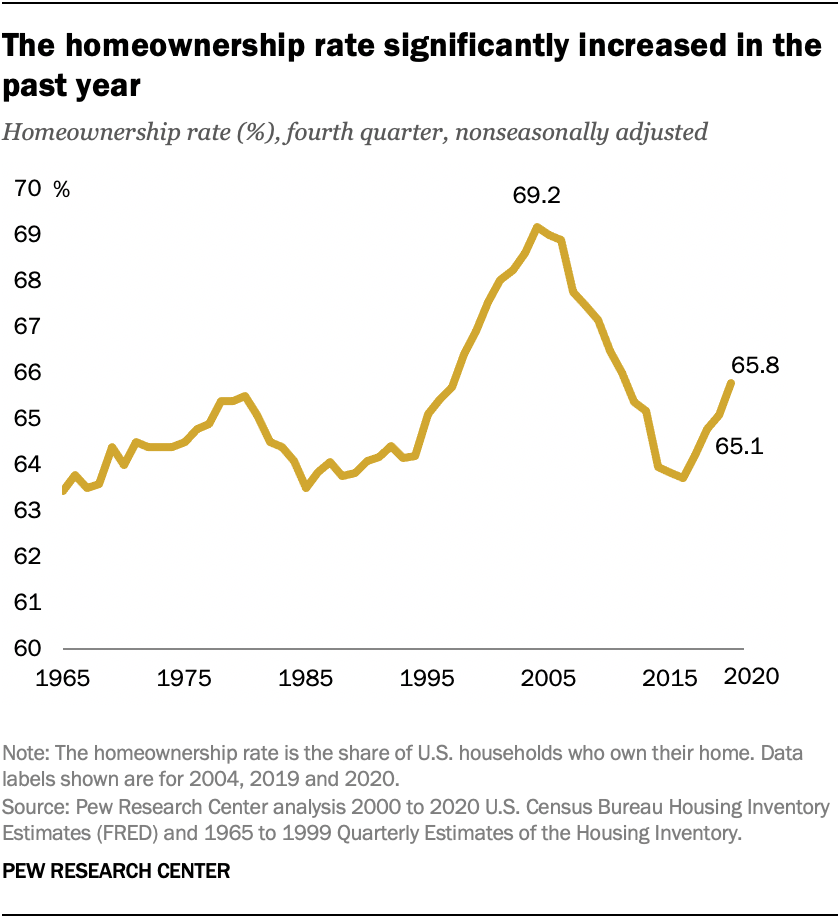 The homeownership rate significantly increased in the
past year
Homeownership rate (%), fourth quarter, nonseasonally adjusted
70 %
69.2
69
68
67
66
65.8
65
65.1
64
63
62
61
60
1965 1975 1985 1995 2005 2015 2020
Note: The homeownership rate is the share of U.S. households who own their home. Data
labels shown are for 2004, 2019 and 2020.
Source: Pew Research Center analysis 2000 to 2020 U.S. Census Bureau Housing Inventory
Estimates (FRED) and 1965 to 1999 Quarterly Estimates of the Housing Inventory.
PEW RESEARCH CENTER